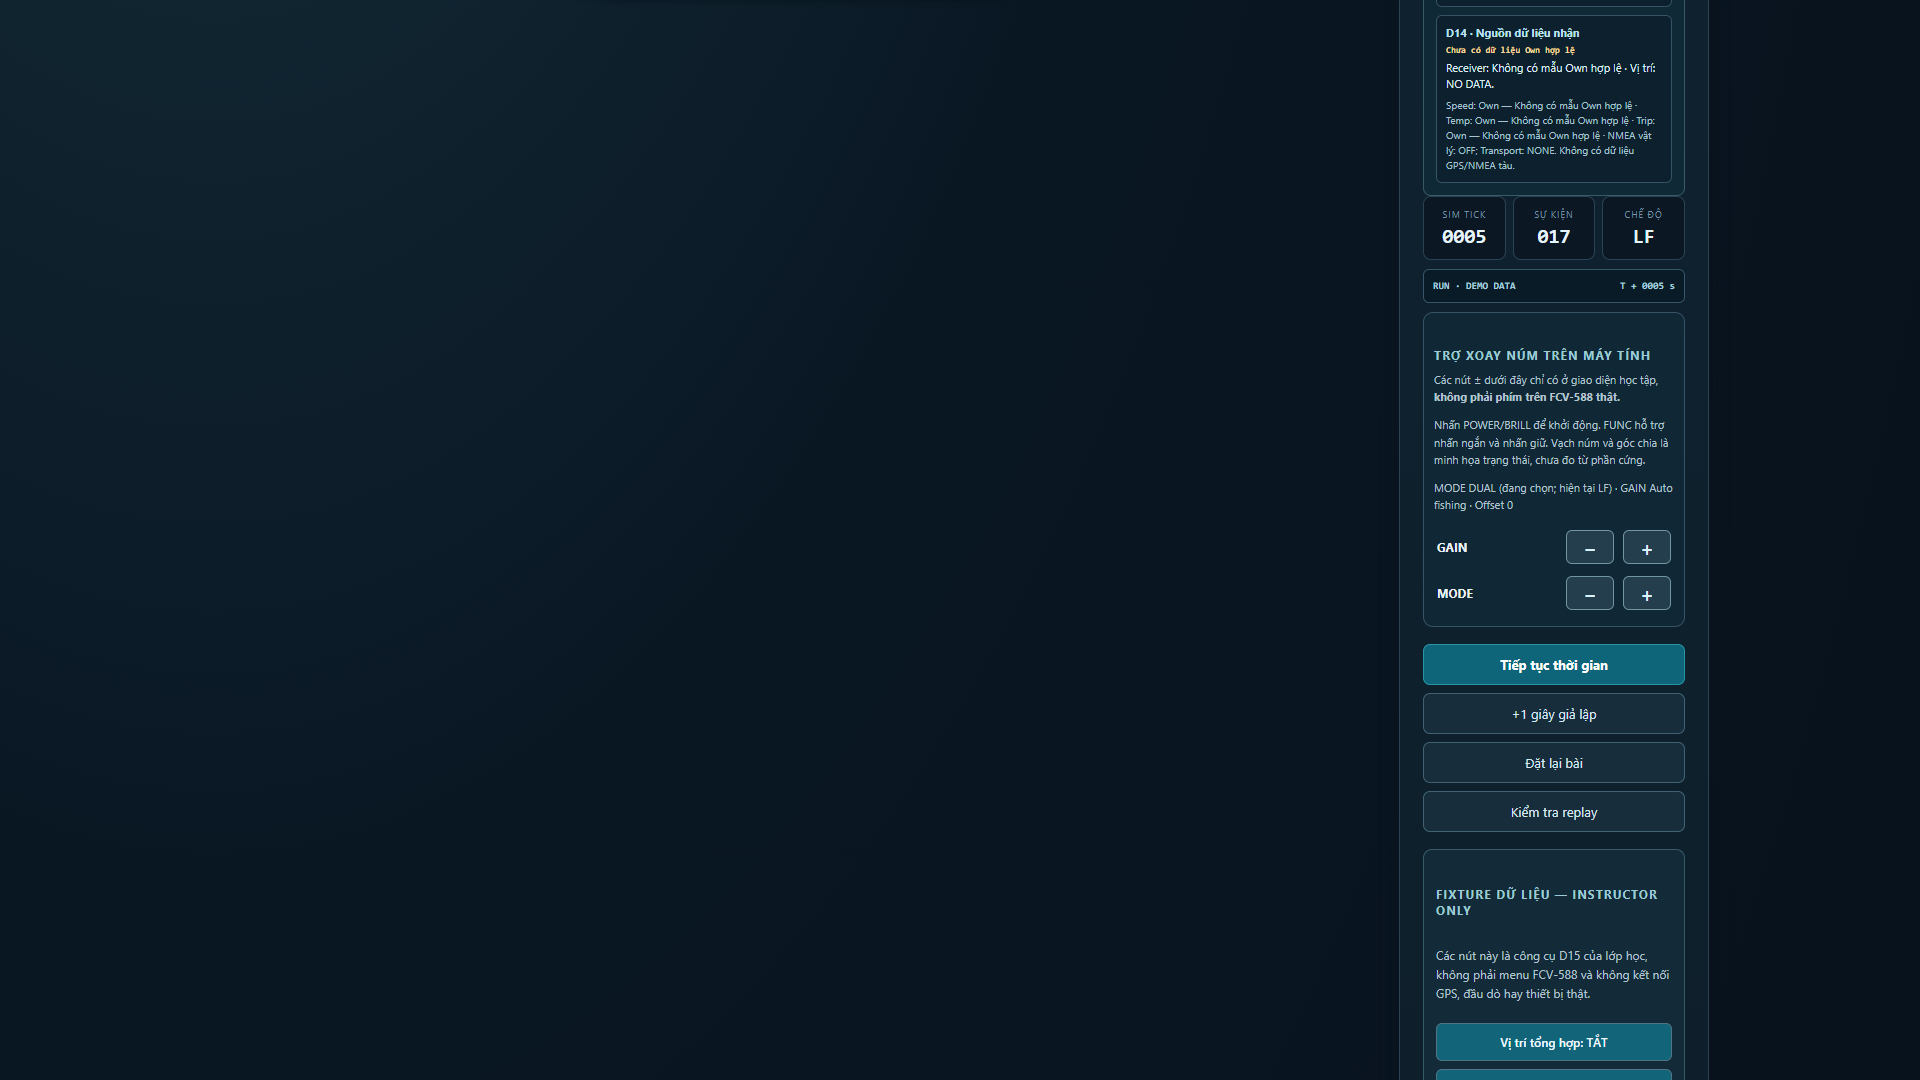 D14 · Nguồn dữ liệu nhận
Chưa có dữ liệu Own hợp lệ
Receiver: Không có mẫu Own hợp lệ · Vị trí:
NO DATA.
Speed: Own — Không có mẫu Own hợp lệ ·
Temp: Own — Không có mẫu Own hợp lệ · Trip:
Own — Không có mẫu Own hợp lệ · NMEA vật
lý: OFF; Transport: NONE. Không có dữ liệu
GPS/NMEA tàu.
SIM TICK
0005
SỰ KIỆN
017
CHẾ ĐỘ
LF
RUN · DEMO DATA
T + 0005 s
TRỢ XOAY NÚM TRÊN MÁY TÍNH
Các nút ± dưới đây chỉ có ở giao diện học tập,
không phải phím trên FCV-588 thật.
Nhấn POWER/BRILL để khởi động. FUNC hỗ trợ
nhấn ngắn và nhấn giữ. Vạch núm và góc chia là
minh họa trạng thái, chưa đo từ phần cứng.
MODE DUAL (đang chọn; hiện tại LF) · GAIN Auto
fishing · Offset 0
GAIN − +
MODE − +
Tiếp tục thời gian
+1 giây giả lập
Đặt lại bài
Kiểm tra replay
FIXTURE DỮ LIỆU — INSTRUCTOR
ONLY
Các nút này là công cụ D15 của lớp học,
không phải menu FCV-588 và không kết nối
GPS, đầu dò hay thiết bị thật.
Vị trí tổng hợp: TẮT